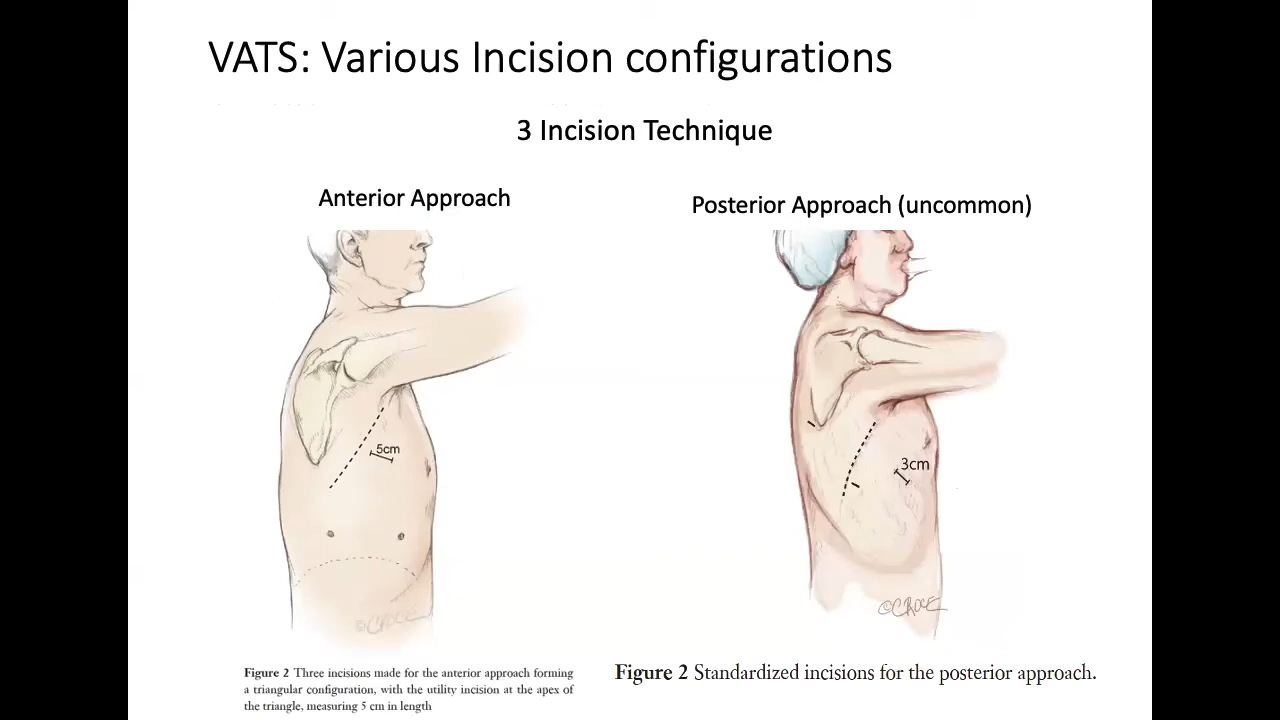 VATS: Various Incision configurations
3 Incision Technique
Anterior Approach
Posterior Approach (uncommon)
5cm
3cm
©CROCE
©CROCE
Figure 2 Three incisions made for the anterior approach forming
a triangular configuration, with the utility incision at the apex of
the triangle, measuring 5 cm in length
Figure 2 Standardized incisions for the posterior approach.